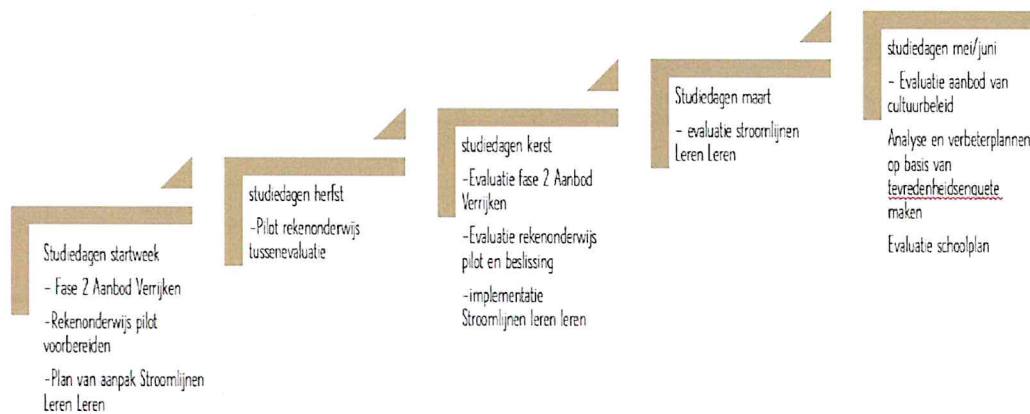 Studiedagen startweek
- Fase 2 Aanbod Verrijken
-Rekenonderwijs pilot
voorbereiden
-Plan van aanpak Stroomlijnen
Leren Leren
studiedagen herfst
-Pilot rekenonderwijs
tussenevaluatie
studiedagen kerst
-Evaluatie fase 2 Aanbod
Verrijken
-Evaluatie rekenonderwijs
pilot en beslissing
-implementatie
Stroomlijnen leren leren
Studiedagen maart
- evaluatie stroomlijnen
Leren Leren
studiedagen mei/juni
- Evaluatie aanbod van
cultuurbeleid
Analyse en verbeterplannen
op basis van
tevredenheidsenquete
maken
Evaluatie schoolplan